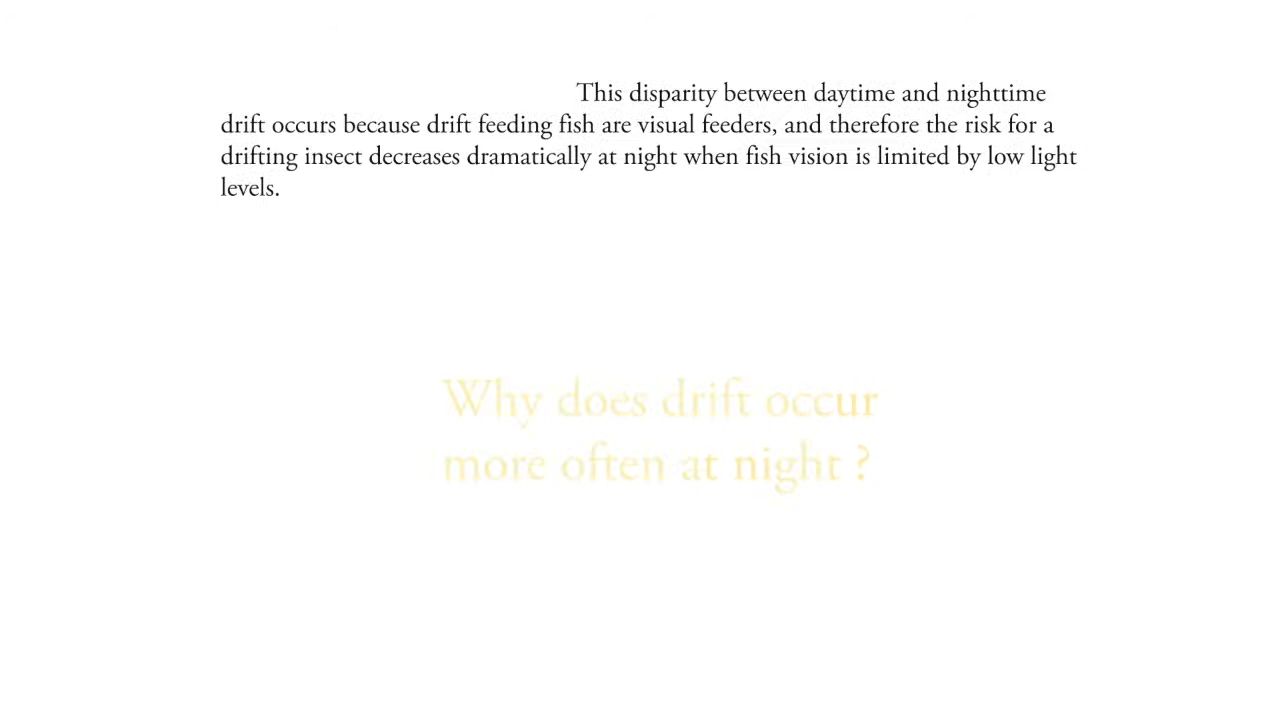 This disparity between daytime and nighttime
drift occurs because drift feeding fish are visual feeders, and therefore the risk for a
drifting insect decreases dramatically at night when fish vision is limited by low light
levels.
Why does drift occur
more often at night ?